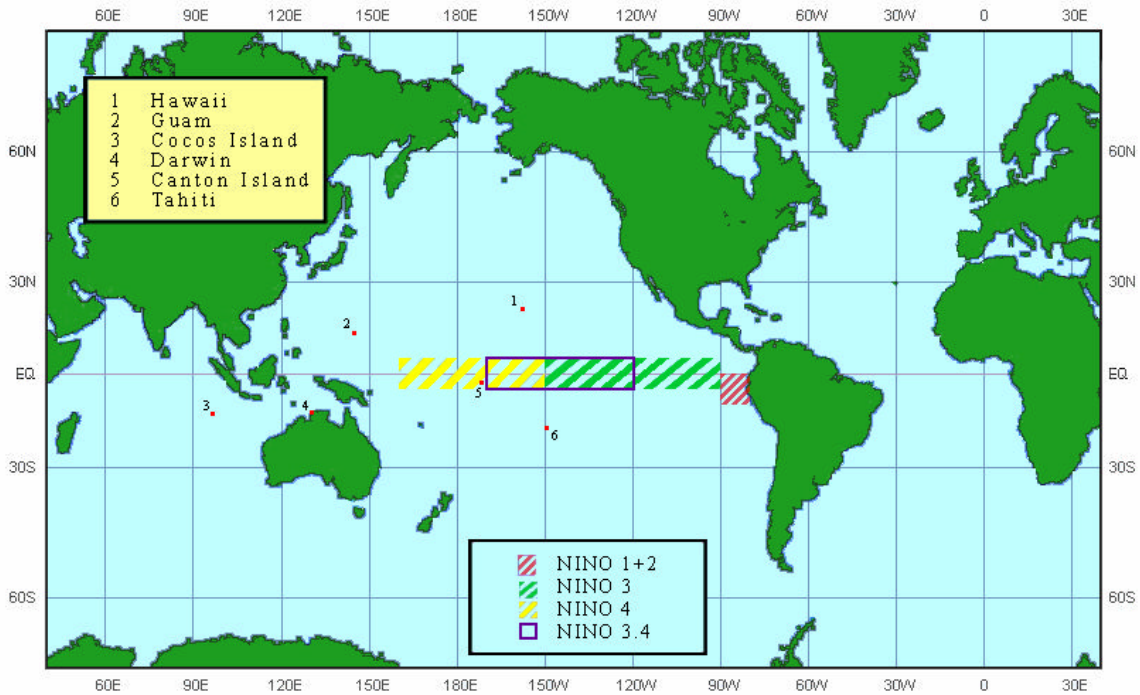 60E 90E 120E 150E 180E 150W 120W 90W 60W 30W 0 30E
1 Hawaii
2 Guam
3 Cocos Island
4 Darwin
5 Canton Island
6 Tahiti
60N 60N
30N 30N
1
2
EQ EQ
5
3 4
6
30S 30S
NINO 1+2
NINO 3
NINO 4
NINO 3.4
60S 60S
60E 90E 120E 150E 180E 150W 120W 90W 60W 30W 0 30E